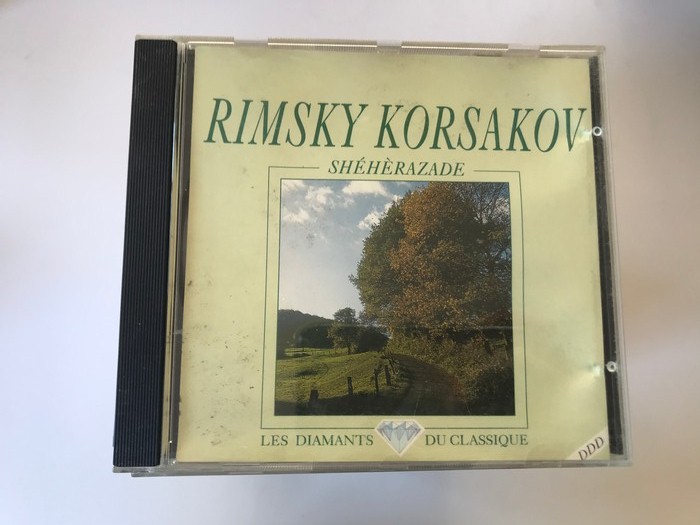 RIMSKY KORSAKOV
SHÉHÈRAZADE
LES DIAMANTS DU CLASSIQUE
DDD